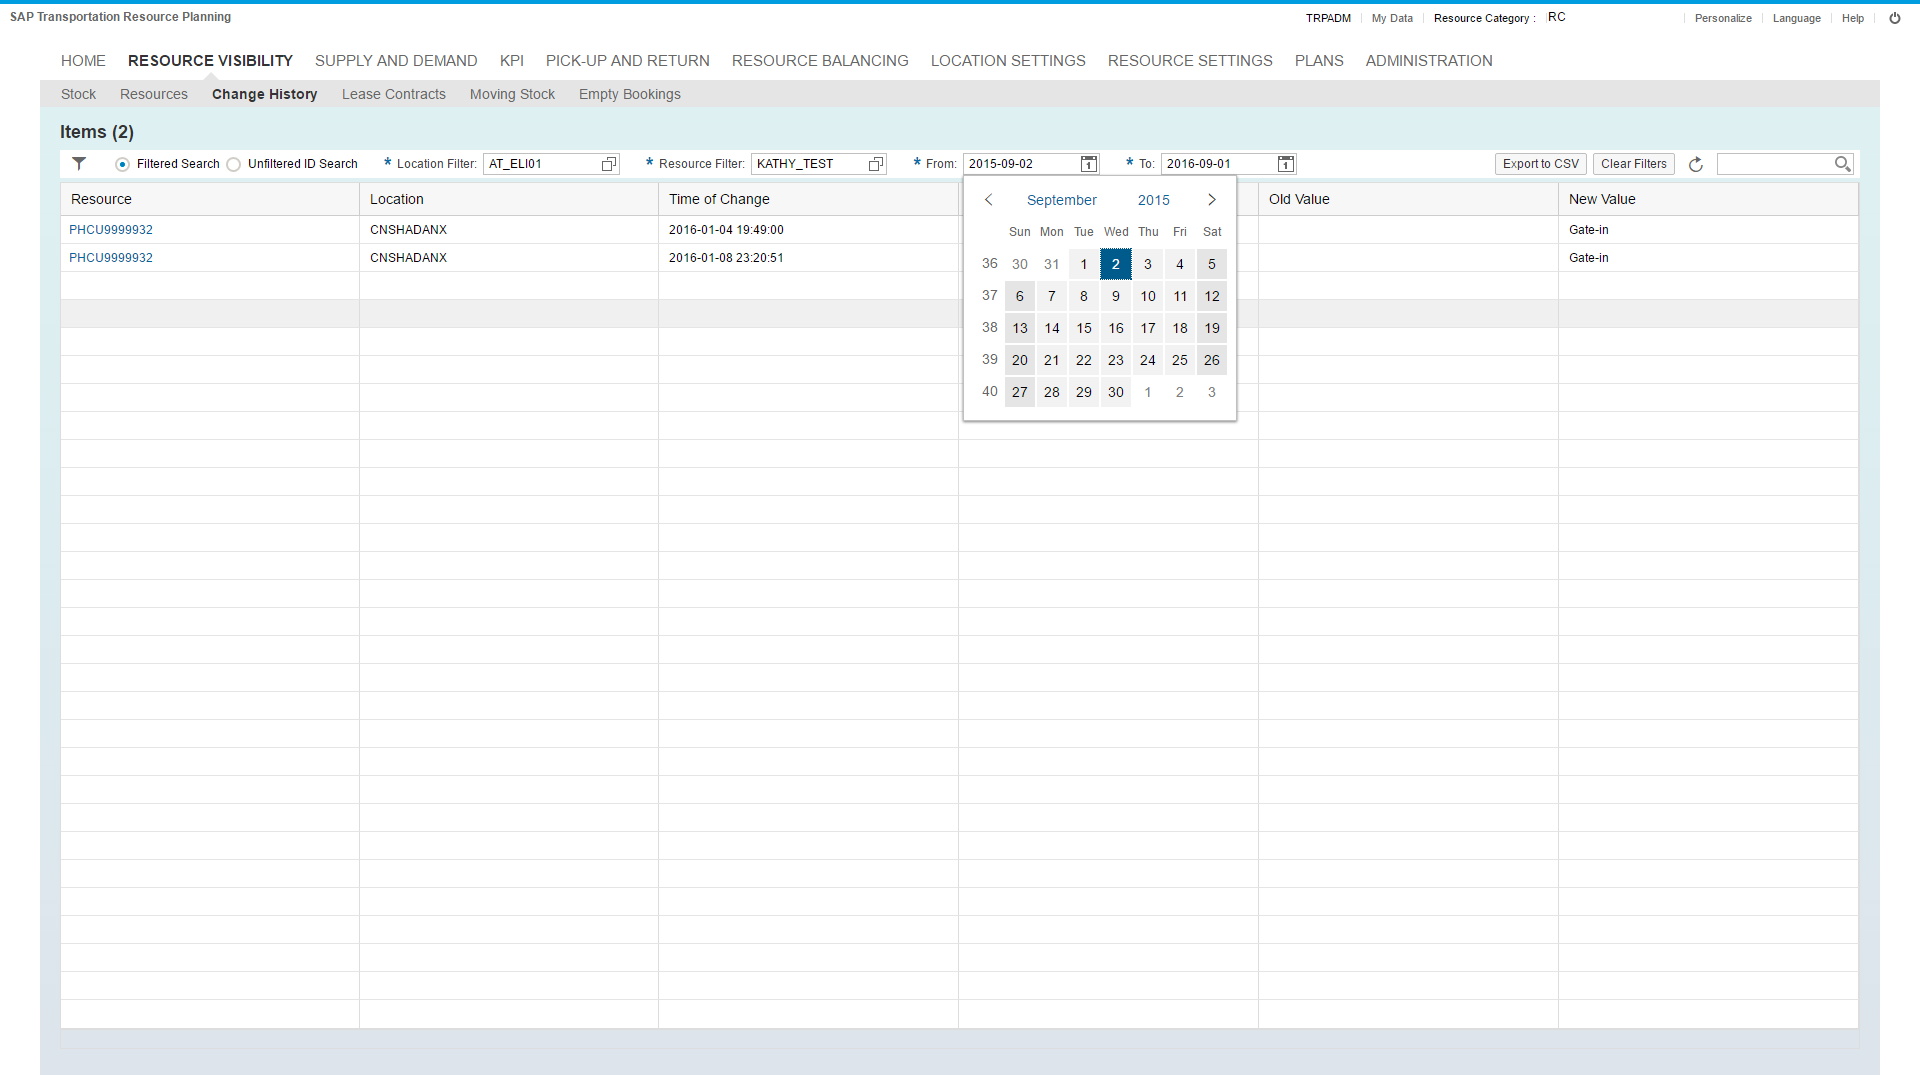 SAP Transportation Resource Planning
TRPADM My Data Resource Category : RC Personalize Language Help
HOME RESOURCE VISIBILITY SUPPLY AND DEMAND KPI PICK-UP AND RETURN RESOURCE BALANCING LOCATION SETTINGS RESOURCE SETTINGS PLANS ADMINISTRATION
Stock Resources Change History Lease Contracts Moving Stock Empty Bookings
Items (2)
Filtered Search Unfiltered ID Search * Location Filter: AT_ELI01 * Resource Filter: KATHY_TEST * From: 2015-09-02 1 * To: 2016-09-01 1 Export to CSV Clear Filters
Resource Location Time of Change Old Value New Value
PHCU9999932 CNSHADANX 2016-01-04 19:49:00 Gate-in
PHCU9999932 CNSHADANX 2016-01-08 23:20:51 Gate-in
September 2015
Sun Mon Tue Wed Thu Fri Sat
36 30 31 1 2 3 4 5
37 6 7 8 9 10 11 12
38 13 14 15 16 17 18 19
39 20 21 22 23 24 25 26
40 27 28 29 30 1 2 3